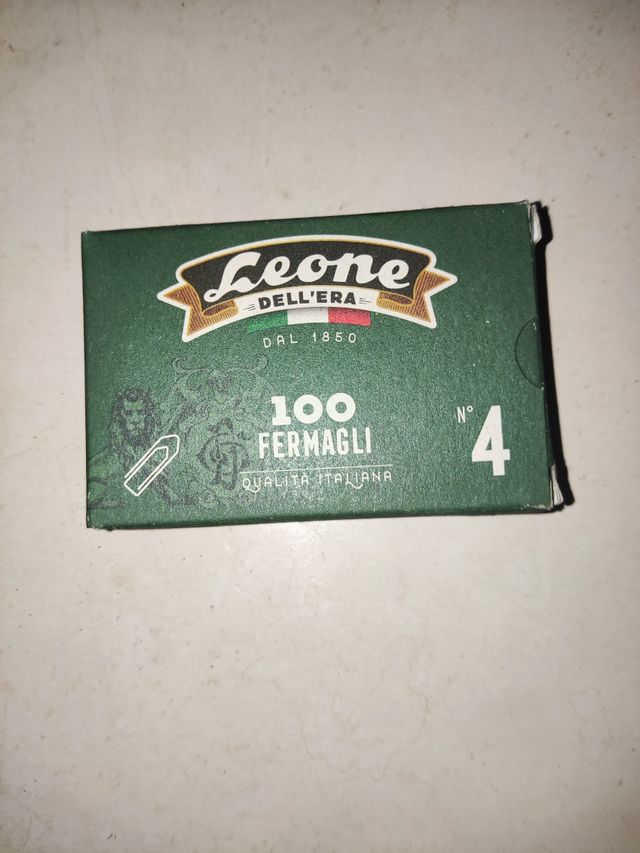 Leone
DELL'ERA
DAL 1850
100
FERMAGLI
QUALITÀ ITALIANA
N° 4